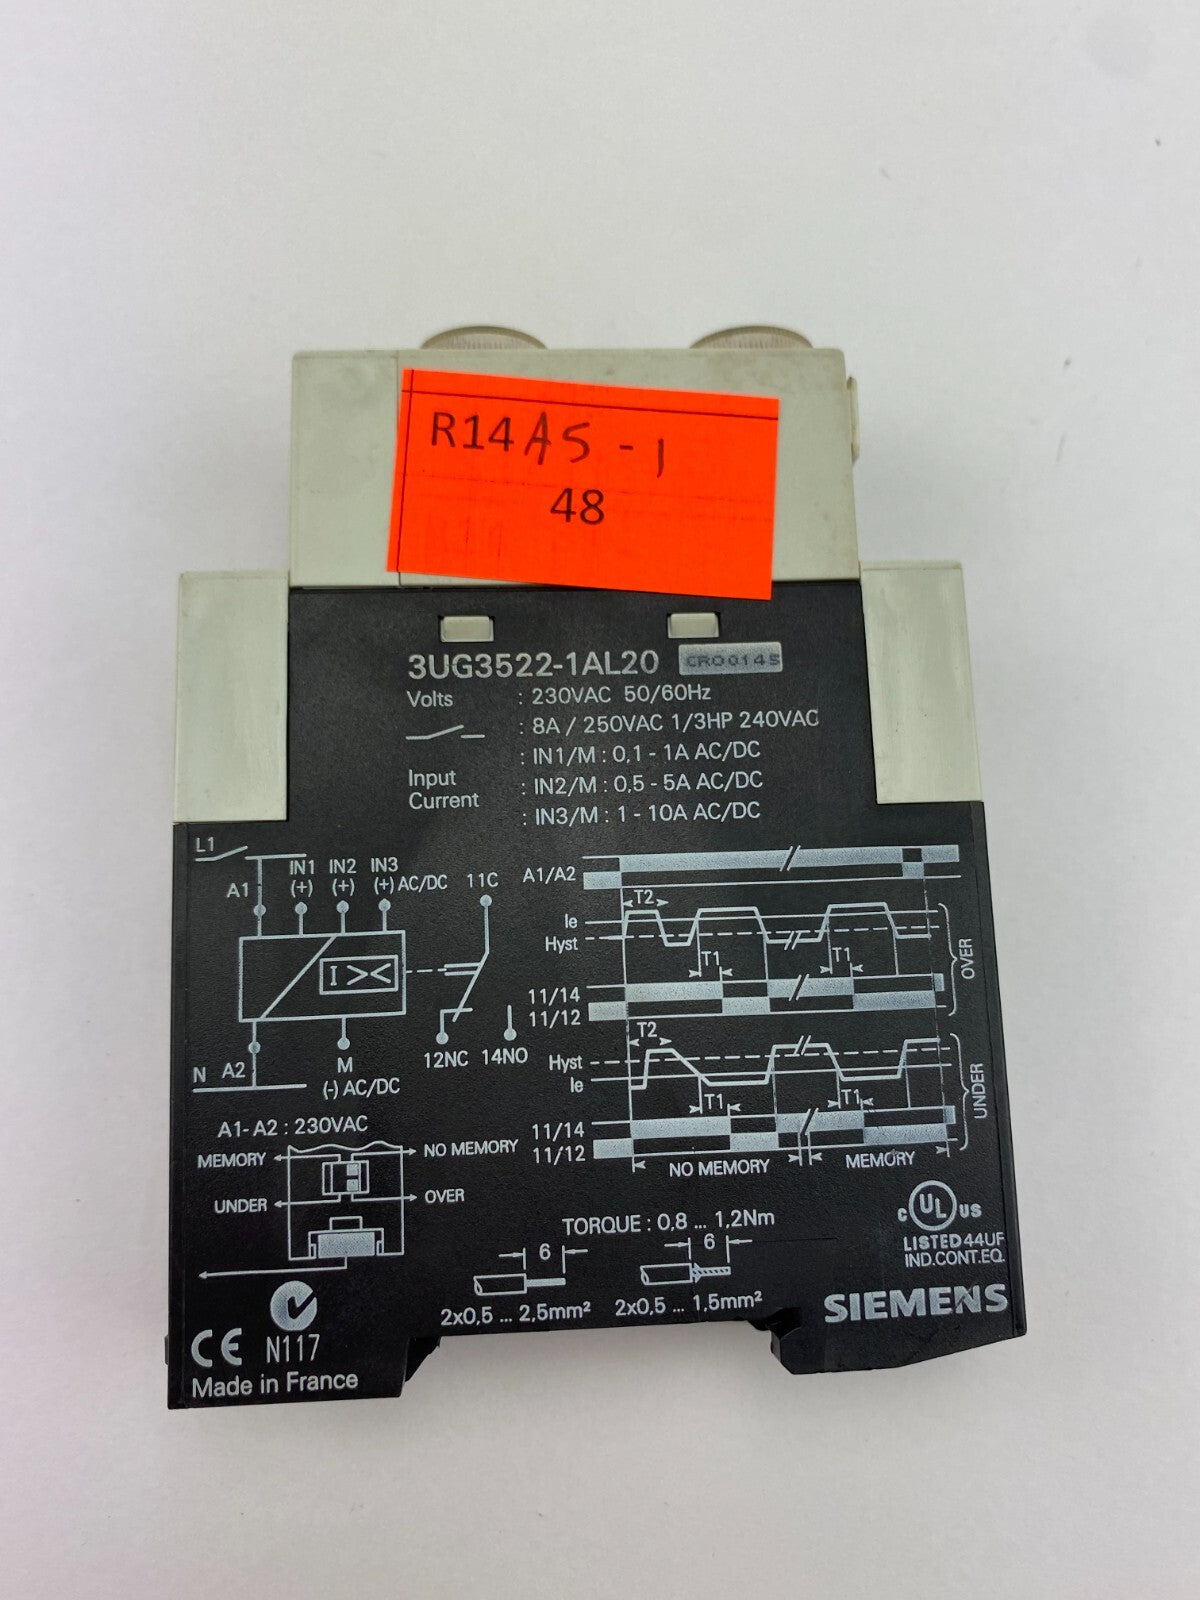 R14 A5 - 1
48
3UG3522-1AL20 CR00145
Volts : 230VAC 50/60Hz
: 8A / 250VAC 1/3HP 240VAC
Input Current
: IN1/M : 0,1 - 1A AC/DC
: IN2/M : 0,5 - 5A AC/DC
: IN3/M : 1 - 10A AC/DC
L1
IN1 IN2 IN3
A1 (+) (+) (+) AC/DC 11C
I ><
12NC 14NO
N A2 M
(-) AC/DC
A1- A2 : 230VAC
MEMORY NO MEMORY
UNDER OVER
A1/A2
T2
Ie
Hyst
T1 T1
OVER
11/14
11/12
T2
Hyst
Ie
T1 T1
UNDER
11/14
11/12
NO MEMORY MEMORY
TORQUE : 0,8 ... 1,2Nm
6 6
2x0,5 ... 2,5mm² 2x0,5 ... 1,5mm²
C UL US
LISTED 44UF
IND.CONT.EQ.
SIEMENS
CE N117
Made in France